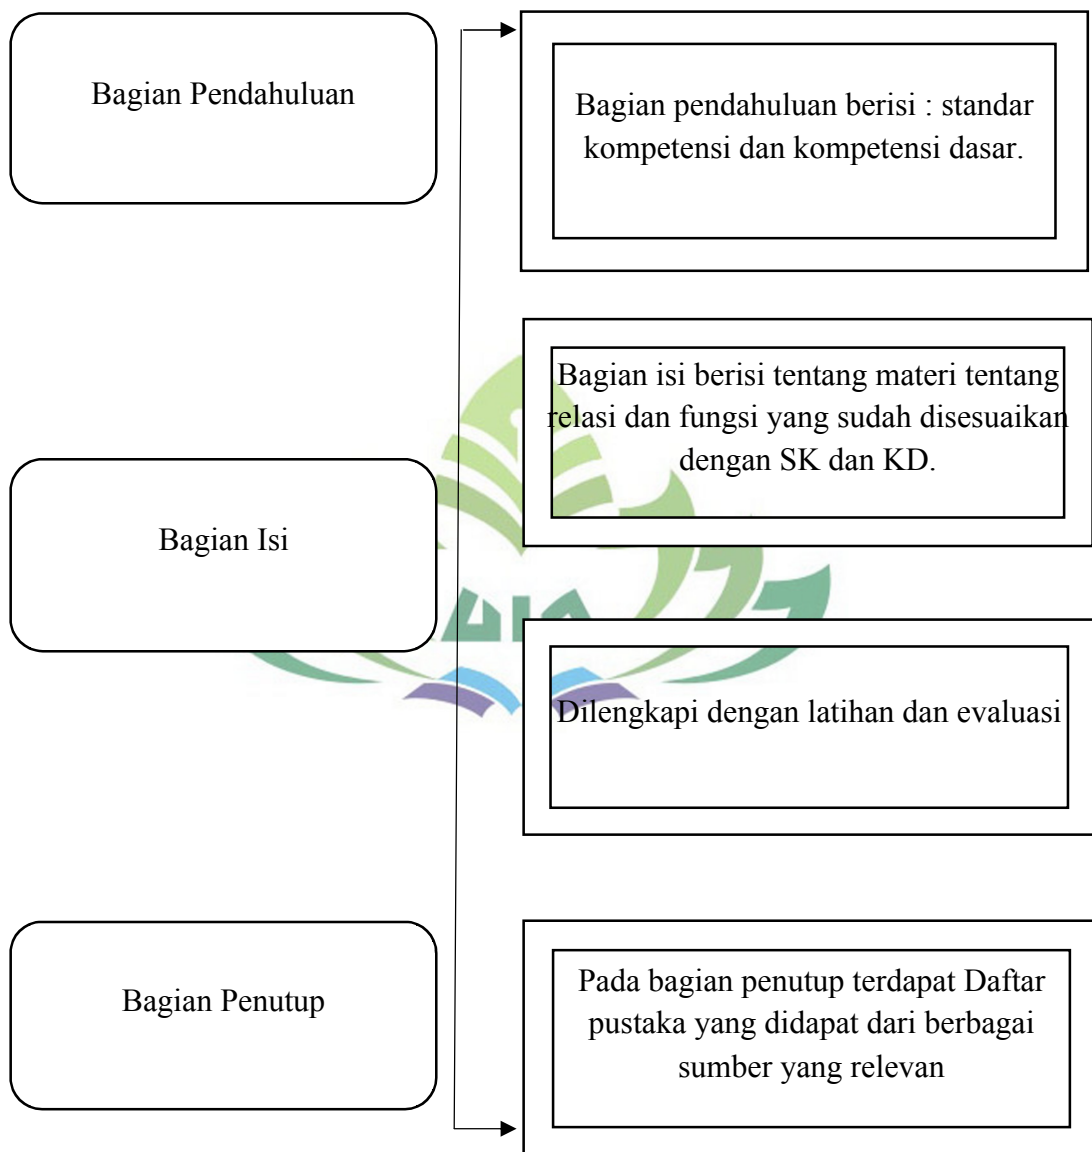 Bagian Pendahuluan
Bagian pendahuluan berisi : standar
kompetensi dan kompetensi dasar.
Bagian Isi
Bagian isi berisi tentang materi tentang
relasi dan fungsi yang sudah disesuaikan
dengan SK dan KD.
Dilengkapi dengan latihan dan evaluasi
Bagian Penutup
Pada bagian penutup terdapat Daftar
pustaka yang didapat dari berbagai
sumber yang relevan